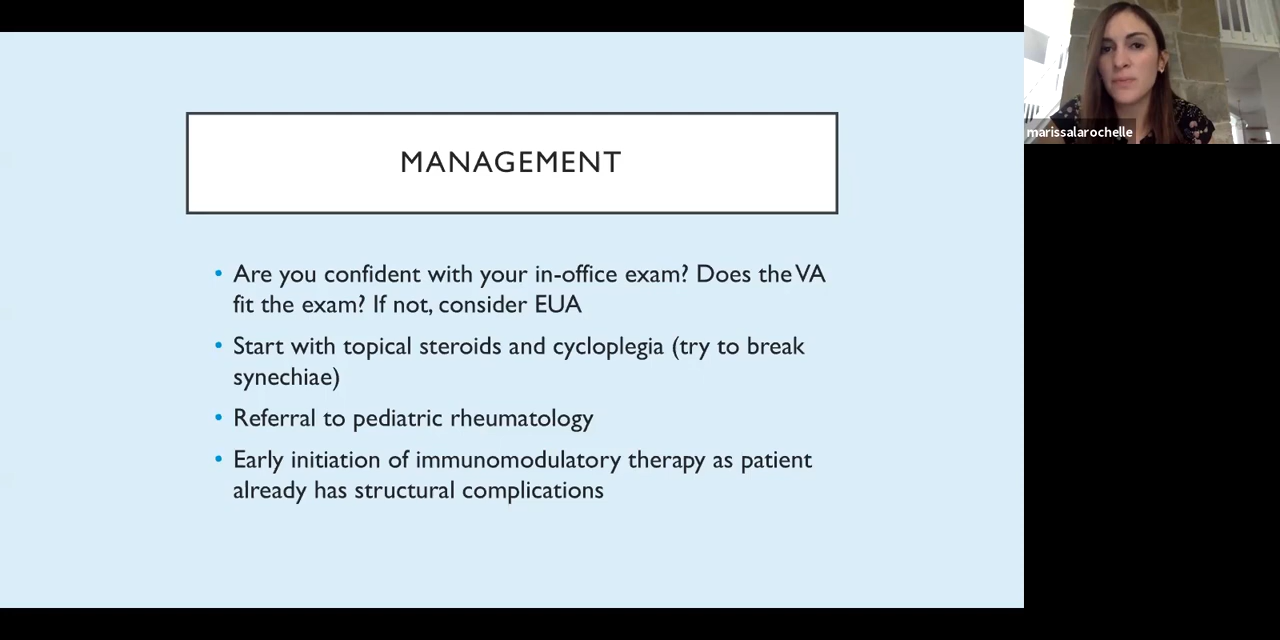 MANAGEMENT
• Are you confident with your in-office exam? Does the VA
fit the exam? If not, consider EUA
• Start with topical steroids and cycloplegia (try to break
synechiae)
• Referral to pediatric rheumatology
• Early initiation of immunomodulatory therapy as patient
already has structural complications
marissalarochelle